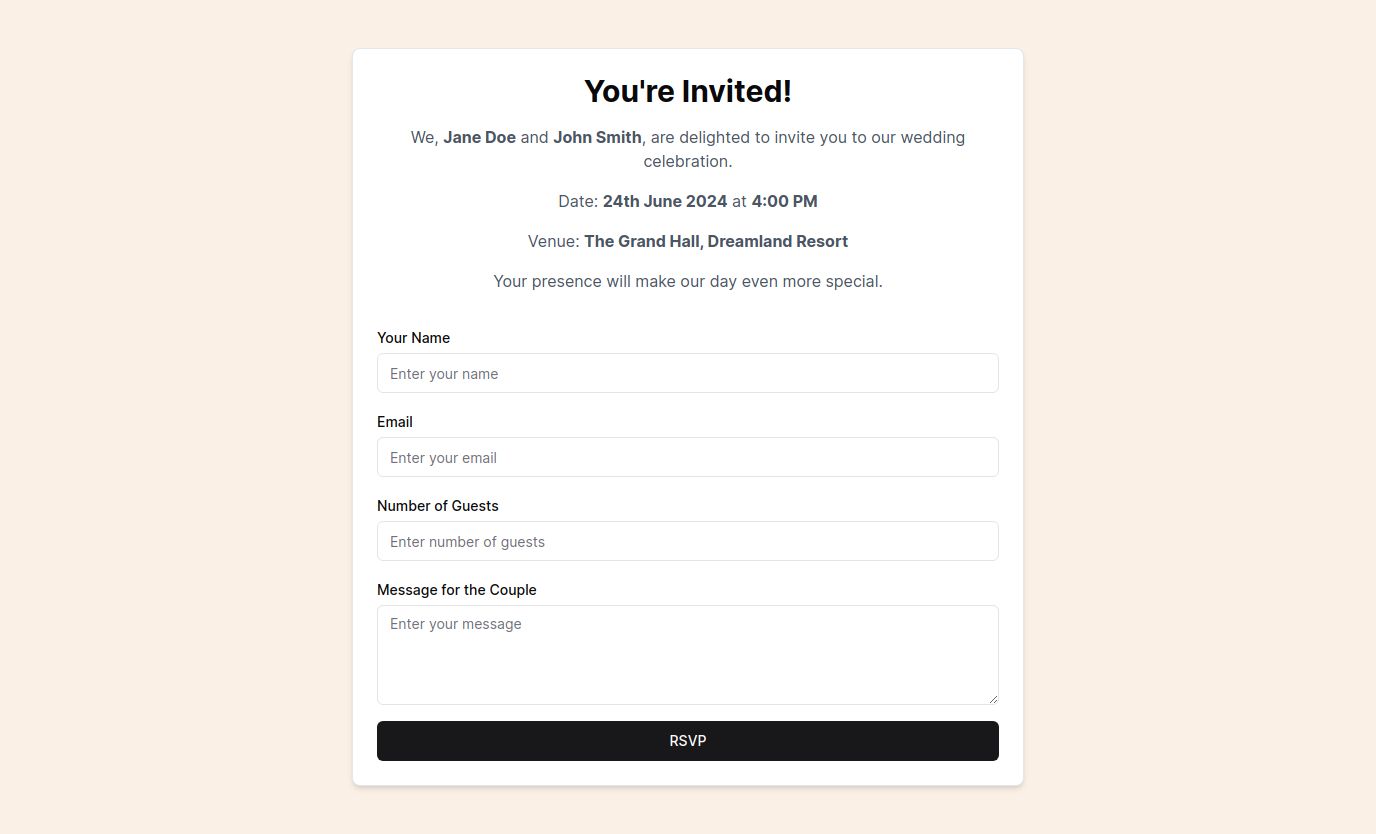 You're Invited!
We, Jane Doe and John Smith, are delighted to invite you to our wedding
celebration.
Date: 24th June 2024 at 4:00 PM
Venue: The Grand Hall, Dreamland Resort
Your presence will make our day even more special.
Your Name
Enter your name
Email
Enter your email
Number of Guests
Enter number of guests
Message for the Couple
Enter your message
RSVP